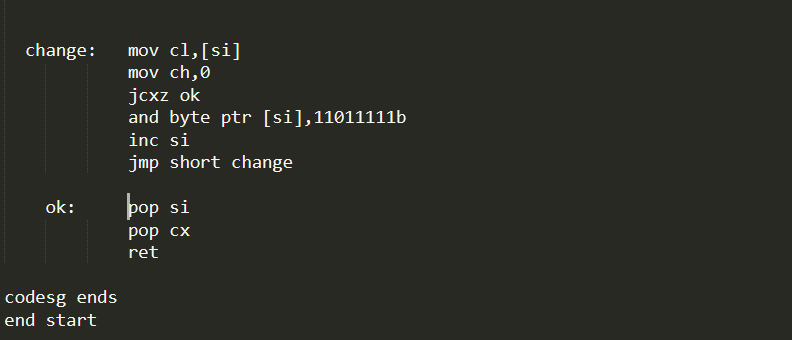 change: mov cl,[si]
mov ch,0
jcxz ok
and byte ptr [si],11011111b
inc si
jmp short change
ok: pop si
pop cx
ret
codesg ends
end start